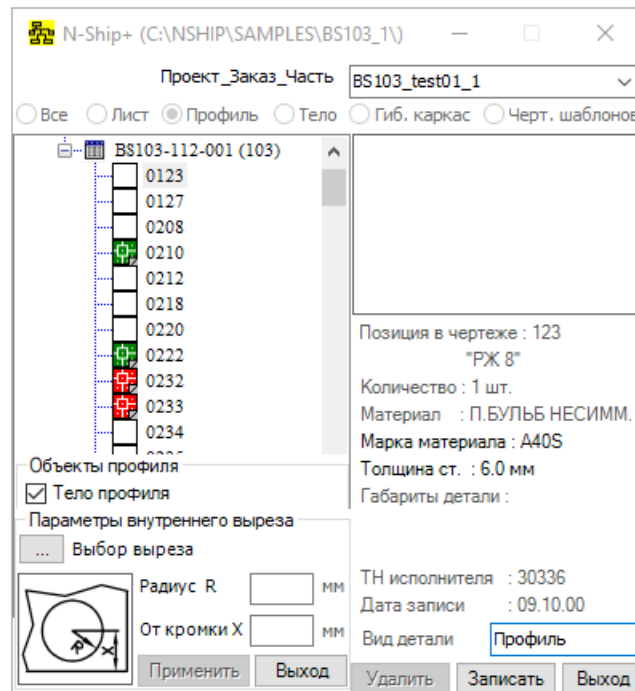 N-Ship+ (C:\NSHIP\SAMPLES\BS103_1\)
Проект_Заказ_Часть BS103_test01_1
Все Лист Профиль Тело Гиб. каркас Черт. шаблонов
BS103-112-001 (103)
0123
0127
0208
0210
0212
0218
0220
0222
0232
0233
0234
Объекты профиля
Тело профиля
Параметры внутреннего выреза
... Выбор выреза
Радиус R мм
От кромки X мм
R X
Применить Выход
Позиция в чертеже : 123
"РЖ 8"
Количество : 1 шт.
Материал : П.БУЛЬБ НЕСИММ.
Марка материала : A40S
Толщина ст. : 6.0 мм
Габариты детали :
ТН исполнителя : 30336
Дата записи : 09.10.00
Вид детали Профиль
Удалить Записать Выход